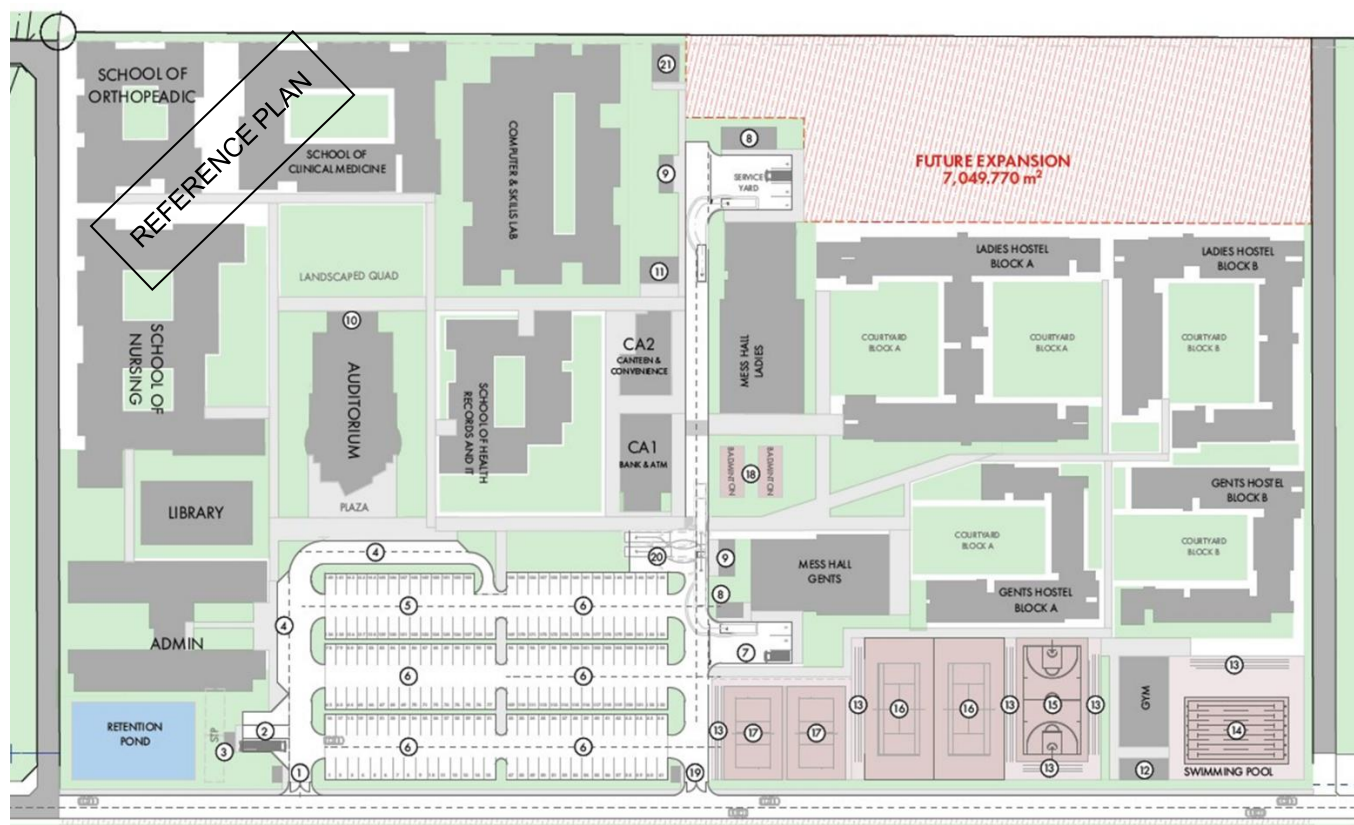 SCHOOL OF
ORTHOPEADIC
REFERENCE PLAN
SCHOOL OF
CLINICAL MEDICINE
COMPUTER & SKILLS LAB
21
9
11
8
SERVICE
YARD
FUTURE EXPANSION
7,049.770 m²
LADIES HOSTEL
BLOCK A
LADIES HOSTEL
BLOCK B
LANDSCAPED QUAD
SCHOOL OF
NURSING
10
AUDITORIUM
PLAZA
SCHOOL OF HEALTH
RECORDS AND IT
CA2
CANTEEN &
CONVENIENCE
CA1
BANK & ATM
MESS HALL
LADIES
COURTYARD
BLOCK A
COURTYARD
BLOCK A
COURTYARD
BLOCK B
BADMINTON
18
BADMINTON
LIBRARY
GENTS HOSTEL
BLOCK B
COURTYARD
BLOCK A
COURTYARD
BLOCK B
4
20
9
MESS HALL
GENTS
8
GENTS HOSTEL
BLOCK A
4
5
6
ADMIN
7
6
6
13
RETENTION
POND
STP
3
2
6
6
13
17
17
13
16
16
13
15
13
13
GYM
14
12
SWIMMING POOL
1
19